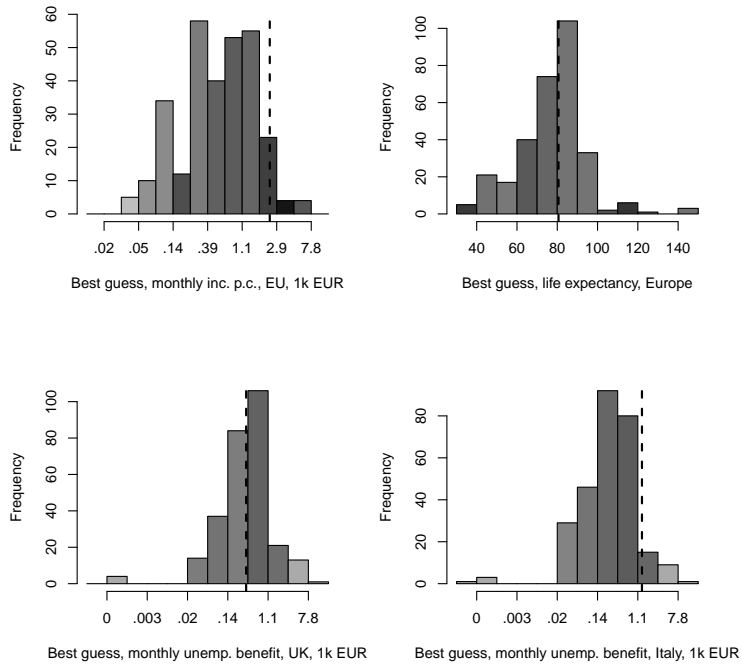 60
50
40
30
20
10
0
Frequency
.02 .05 .14 .39 1.1 2.9 7.8
Best guess, monthly inc. p.c., EU, 1k EUR
100
80
60
40
20
0
Frequency
40 60 80 100 120 140
Best guess, life expectancy, Europe
100
80
60
40
20
0
Frequency
0 .003 .02 .14 1.1 7.8
Best guess, monthly unemp. benefit, UK, 1k EUR
80
60
40
20
0
Frequency
0 .003 .02 .14 1.1 7.8
Best guess, monthly unemp. benefit, Italy, 1k EUR